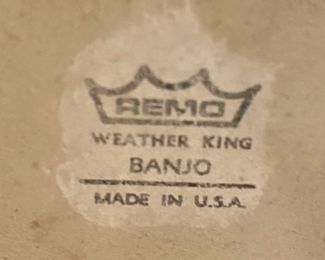 REMO
WEATHER KING
BANJO
MADE IN U.S.A.